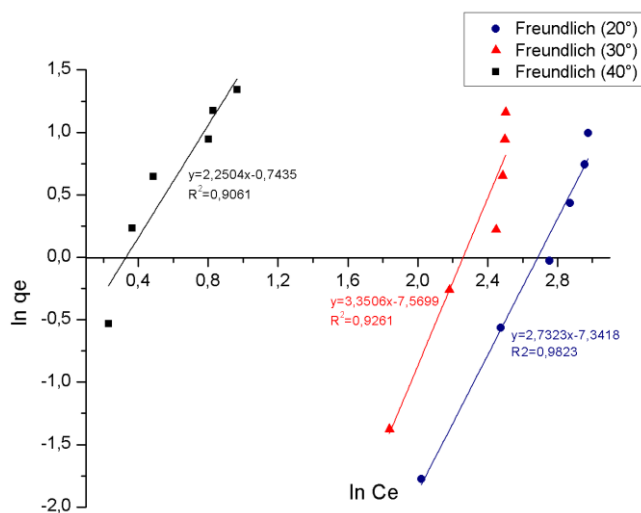 Freundlich (20°)
Freundlich (30°)
Freundlich (40°)
1,5
1,0
0,5
0,0
-0,5
-1,0
-1,5
-2,0
ln qe
0,4
0,8
1,2
1,6
2,0
2,4
2,8
ln Ce
y=2,2504x-0,7435
R²=0,9061
y=3,3506x-7,5699
R²=0,9261
y=2,7323x-7,3418
R2=0,9823